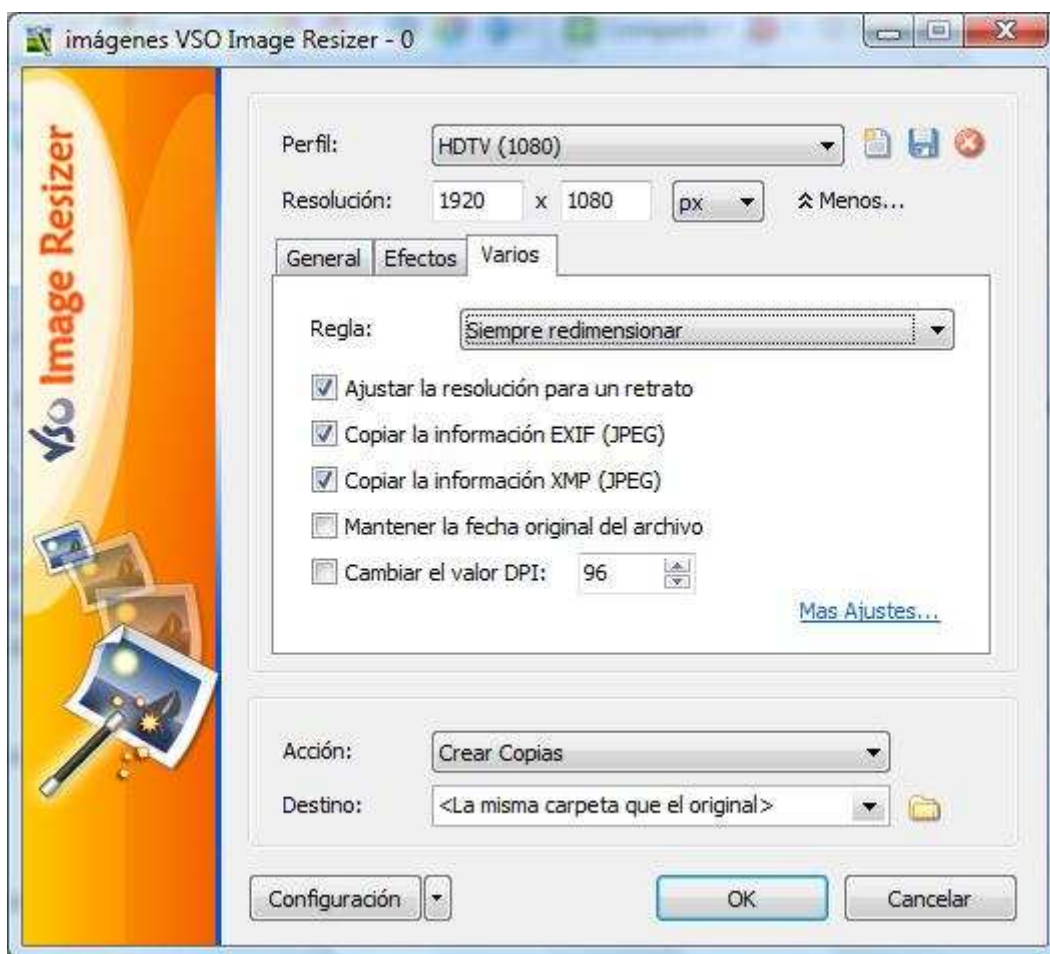 imágenes VSO Image Resizer - 0
VSO Image Resizer
Perfil: HDTV (1080)
Resolución: 1920 x 1080 px Menos...
General Efectos Varios
Regla: Siempre redimensionar
Ajustar la resolución para un retrato
Copiar la información EXIF (JPEG)
Copiar la información XMP (JPEG)
Mantener la fecha original del archivo
Cambiar el valor DPI: 96
Mas Ajustes...
Acción: Crear Copias
Destino: <La misma carpeta que el original>
Configuración OK Cancelar